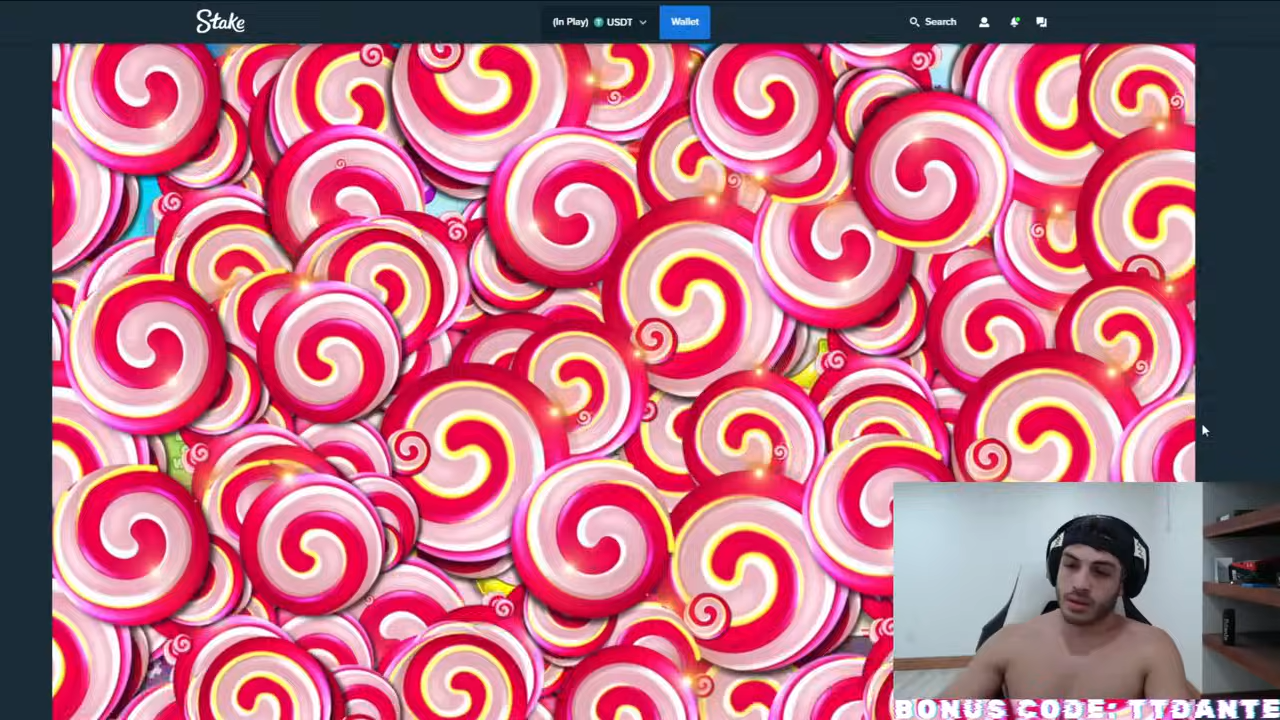 Stake
(In Play) USDT
Wallet
Search
BONUS CODE: TTDANTE